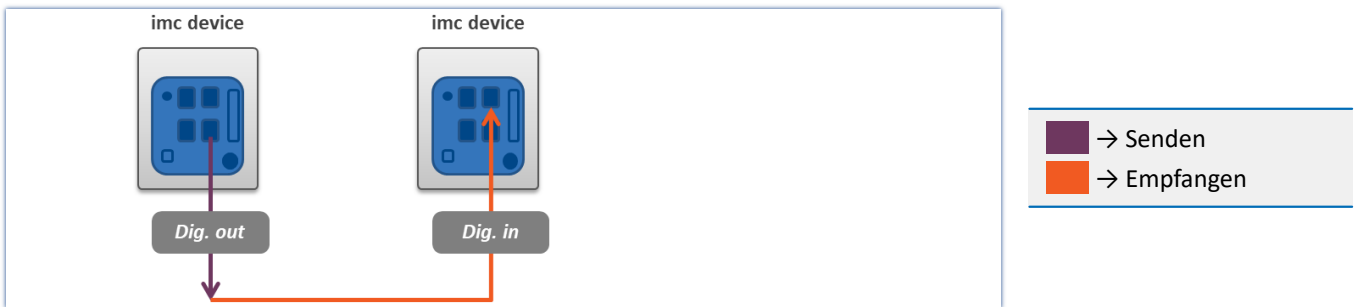 imc device imc device
→ Senden
→ Empfangen
Dig. out Dig. in